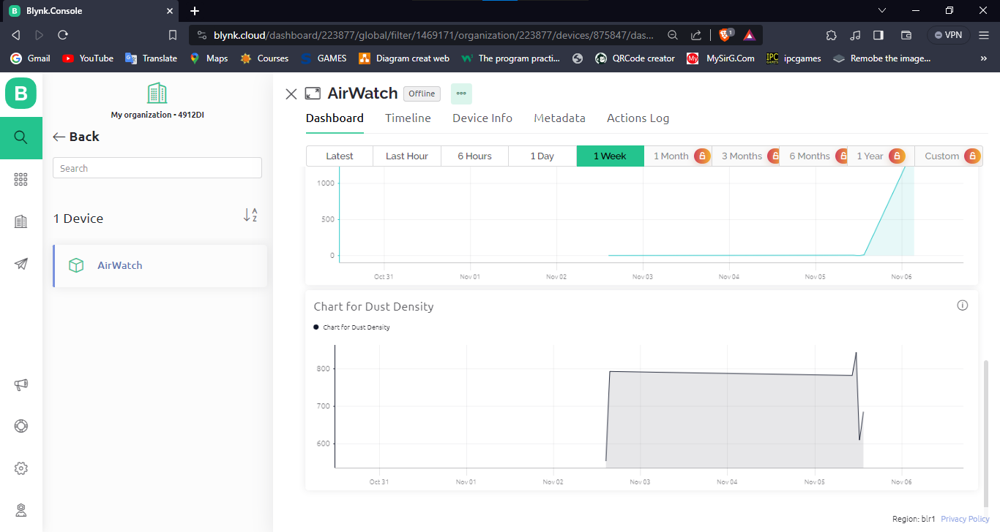 B Blynk.Console
blynk.cloud/dashboard/223877/global/filter/1469171/organization/223877/devices/875847/das...
1
VPN
Gmail YouTube Translate Maps Courses GAMES Diagram creat web The program practi... QRCode creator MySirG.Com ipcgames Remobe the image...
B
My organization - 4912DI
Back
Search
1 Device
A
Z
AirWatch
AirWatch Offline
Dashboard Timeline Device Info Metadata Actions Log
Latest Last Hour 6 Hours 1 Day 1 Week 1 Month 3 Months 6 Months 1 Year Custom
1000
500
0
Oct 31 Nov 01 Nov 02 Nov 03 Nov 04 Nov 05 Nov 06
Chart for Dust Density
Chart for Dust Density
800
700
600
Oct 31 Nov 01 Nov 02 Nov 03 Nov 04 Nov 05 Nov 06
Region: blr1 Privacy Policy